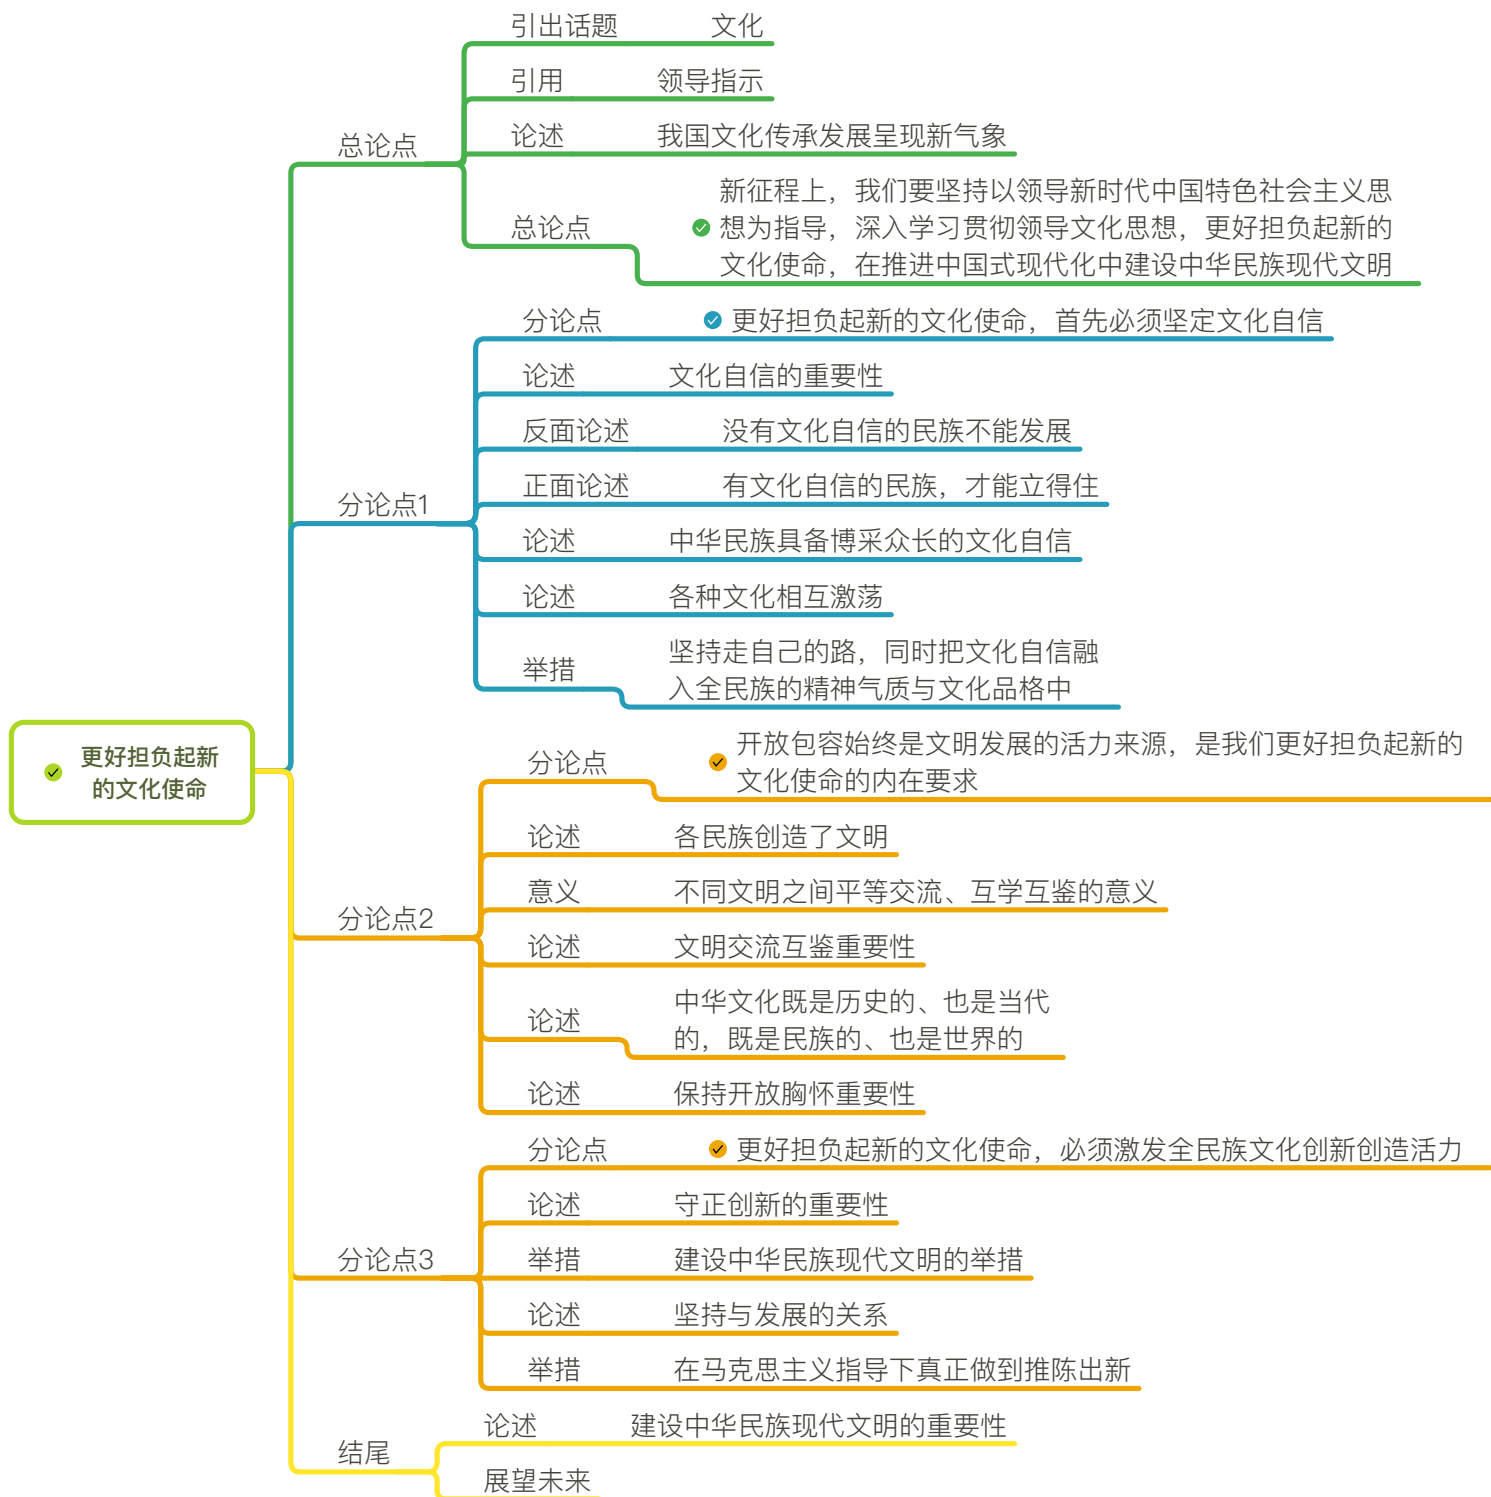 更好担负起新
的文化使命
总论点
引出话题 文化
引用 领导指示
论述 我国文化传承发展呈现新气象
总论点
新征程上，我们要坚持以领导新时代中国特色社会主义思
想为指导，深入学习贯彻领导文化思想，更好担负起新的
文化使命，在推进中国式现代化中建设中华民族现代文明
分论点1
分论点 更好担负起新的文化使命，首先必须坚定文化自信
论述 文化自信的重要性
反面论述 没有文化自信的民族不能发展
正面论述 有文化自信的民族，才能立得住
论述 中华民族具备博采众长的文化自信
论述 各种文化相互激荡
举措
坚持走自己的路，同时把文化自信融
入全民族的精神气质与文化品格中
分论点2
分论点
开放包容始终是文明发展的活力来源，是我们更好担负起新的
文化使命的内在要求
论述 各民族创造了文明
意义 不同文明之间平等交流、互学互鉴的意义
论述 文明交流互鉴重要性
论述
中华文化既是历史的、也是当代
的，既是民族的、也是世界的
论述 保持开放胸怀重要性
分论点3
分论点 更好担负起新的文化使命，必须激发全民族文化创新创造活力
论述 守正创新的重要性
举措 建设中华民族现代文明的举措
论述 坚持与发展的关系
举措 在马克思主义指导下真正做到推陈出新
结尾
论述 建设中华民族现代文明的重要性
展望未来